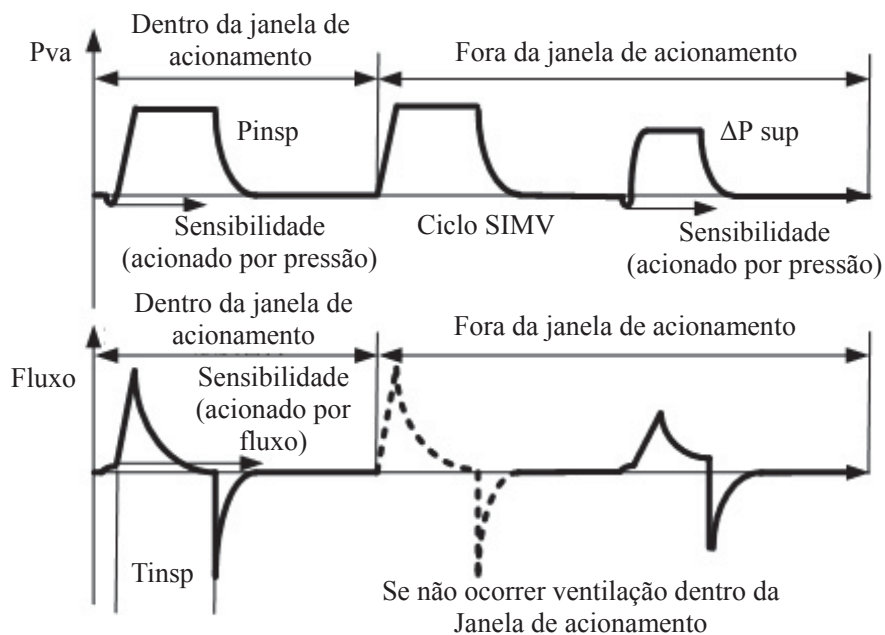 Dentro da janela de
acionamento
Fora da janela de acionamento
Pva
Pinsp
ΔP sup
Sensibilidade
(acionado por pressão)
Ciclo SIMV
Sensibilidade
(acionado por pressão)
Dentro da janela de
acionamento
Fora da janela de acionamento
Fluxo
Sensibilidade
(acionado por
fluxo)
Tinsp
Se não ocorrer ventilação dentro da
Janela de acionamento